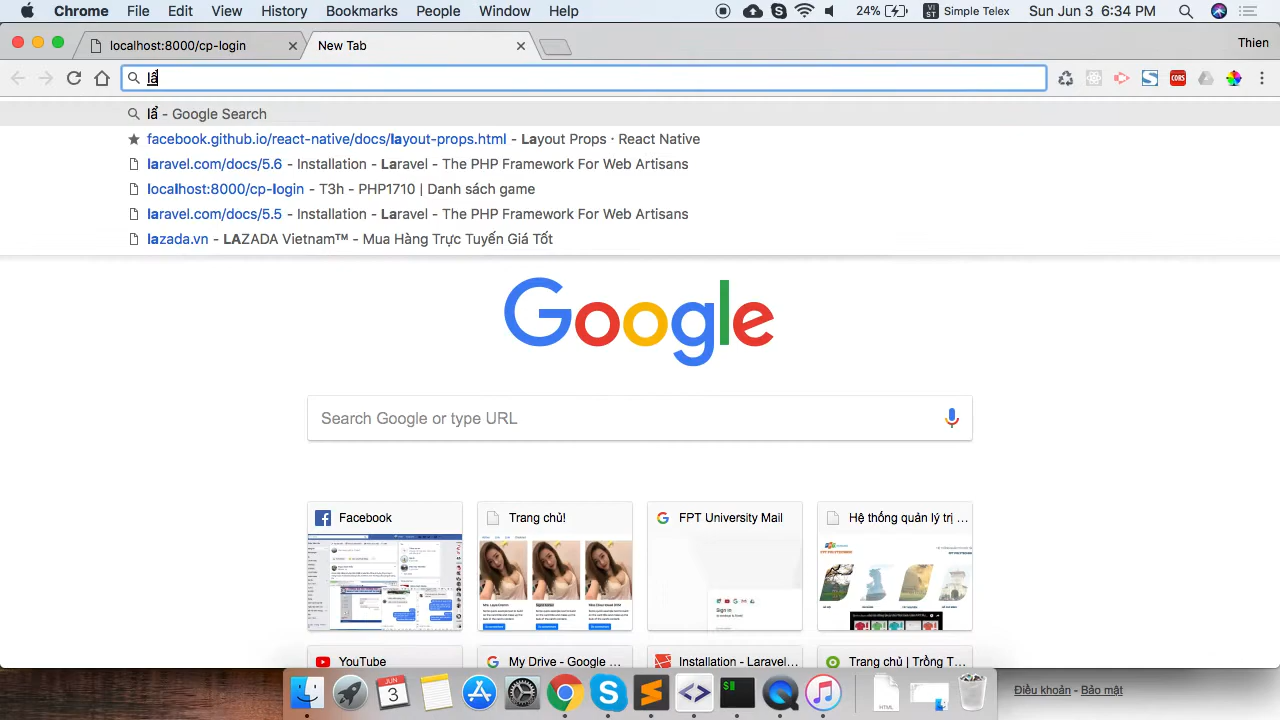 Chrome File Edit View History Bookmarks People Window Help 24% VI ST Simple Telex Sun Jun 3 6:34 PM
localhost:8000/cp-login New Tab Thien
lẩ CORS
lẩ - Google Search
facebook.github.io/react-native/docs/layout-props.html - Layout Props · React Native
laravel.com/docs/5.6 - Installation - Laravel - The PHP Framework For Web Artisans
localhost:8000/cp-login - T3h - PHP1710 | Danh sách game
laravel.com/docs/5.5 - Installation - Laravel - The PHP Framework For Web Artisans
lazada.vn - LAZADA Vietnam™ - Mua Hàng Trực Tuyến Giá Tốt
Google
Search Google or type URL
Facebook Trang chủ! FPT University Mail Hệ thống quản lý trị ...
Sign in
YouTube My Drive - Google ... Installation - Laravel... Trang chủ | Trồng T...
JUN
3
HTML
Điều khoản - Bảo mật